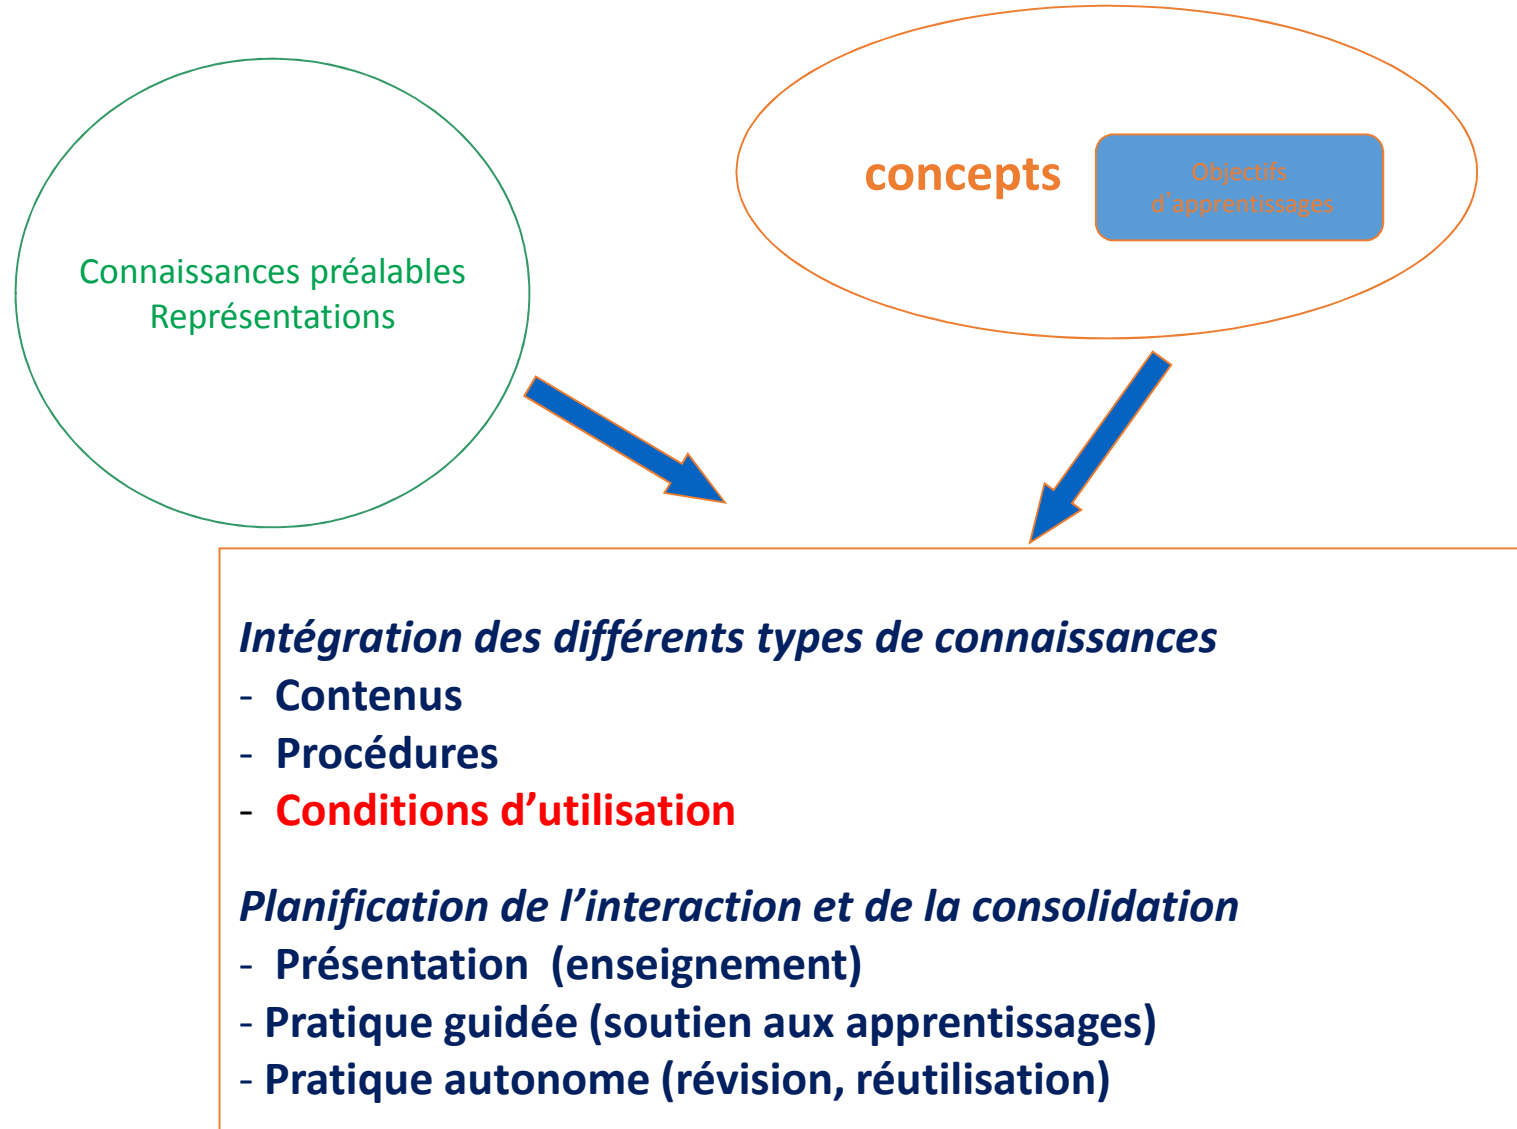 Connaissances préalables
Représentations
concepts
Objectifs
d'apprentissages
Intégration des différents types de connaissances
- Contenus
- Procédures
- Conditions d’utilisation
Planification de l’interaction et de la consolidation
- Présentation (enseignement)
- Pratique guidée (soutien aux apprentissages)
- Pratique autonome (révision, réutilisation)